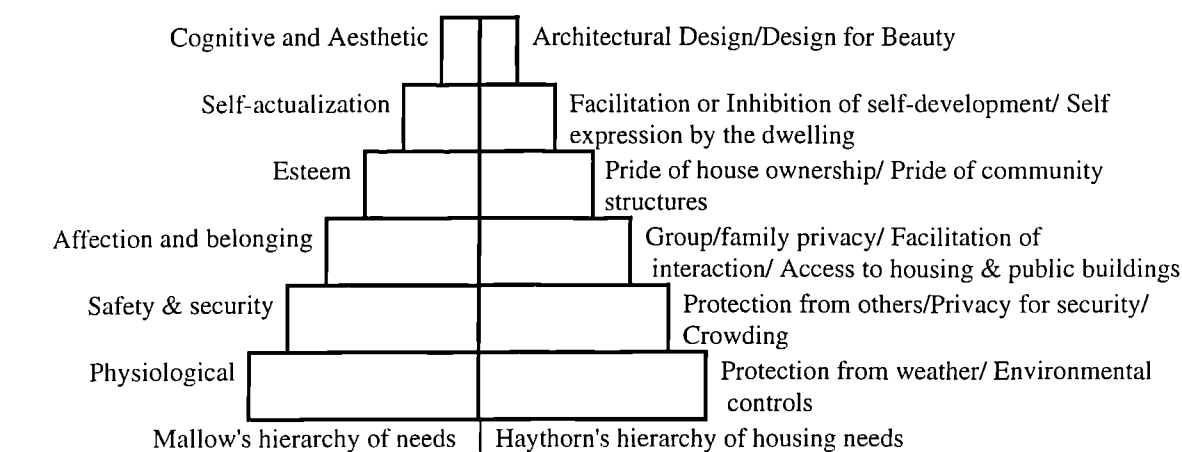 Cognitive and Aesthetic
Architectural Design/Design for Beauty
Self-actualization
Facilitation or Inhibition of self-development/ Self
expression by the dwelling
Esteem
Pride of house ownership/ Pride of community
structures
Affection and belonging
Group/family privacy/ Facilitation of
interaction/ Access to housing & public buildings
Safety & security
Protection from others/Privacy for security/
Crowding
Physiological
Protection from weather/ Environmental
controls
Mallow's hierarchy of needs
Haythorn's hierarchy of housing needs